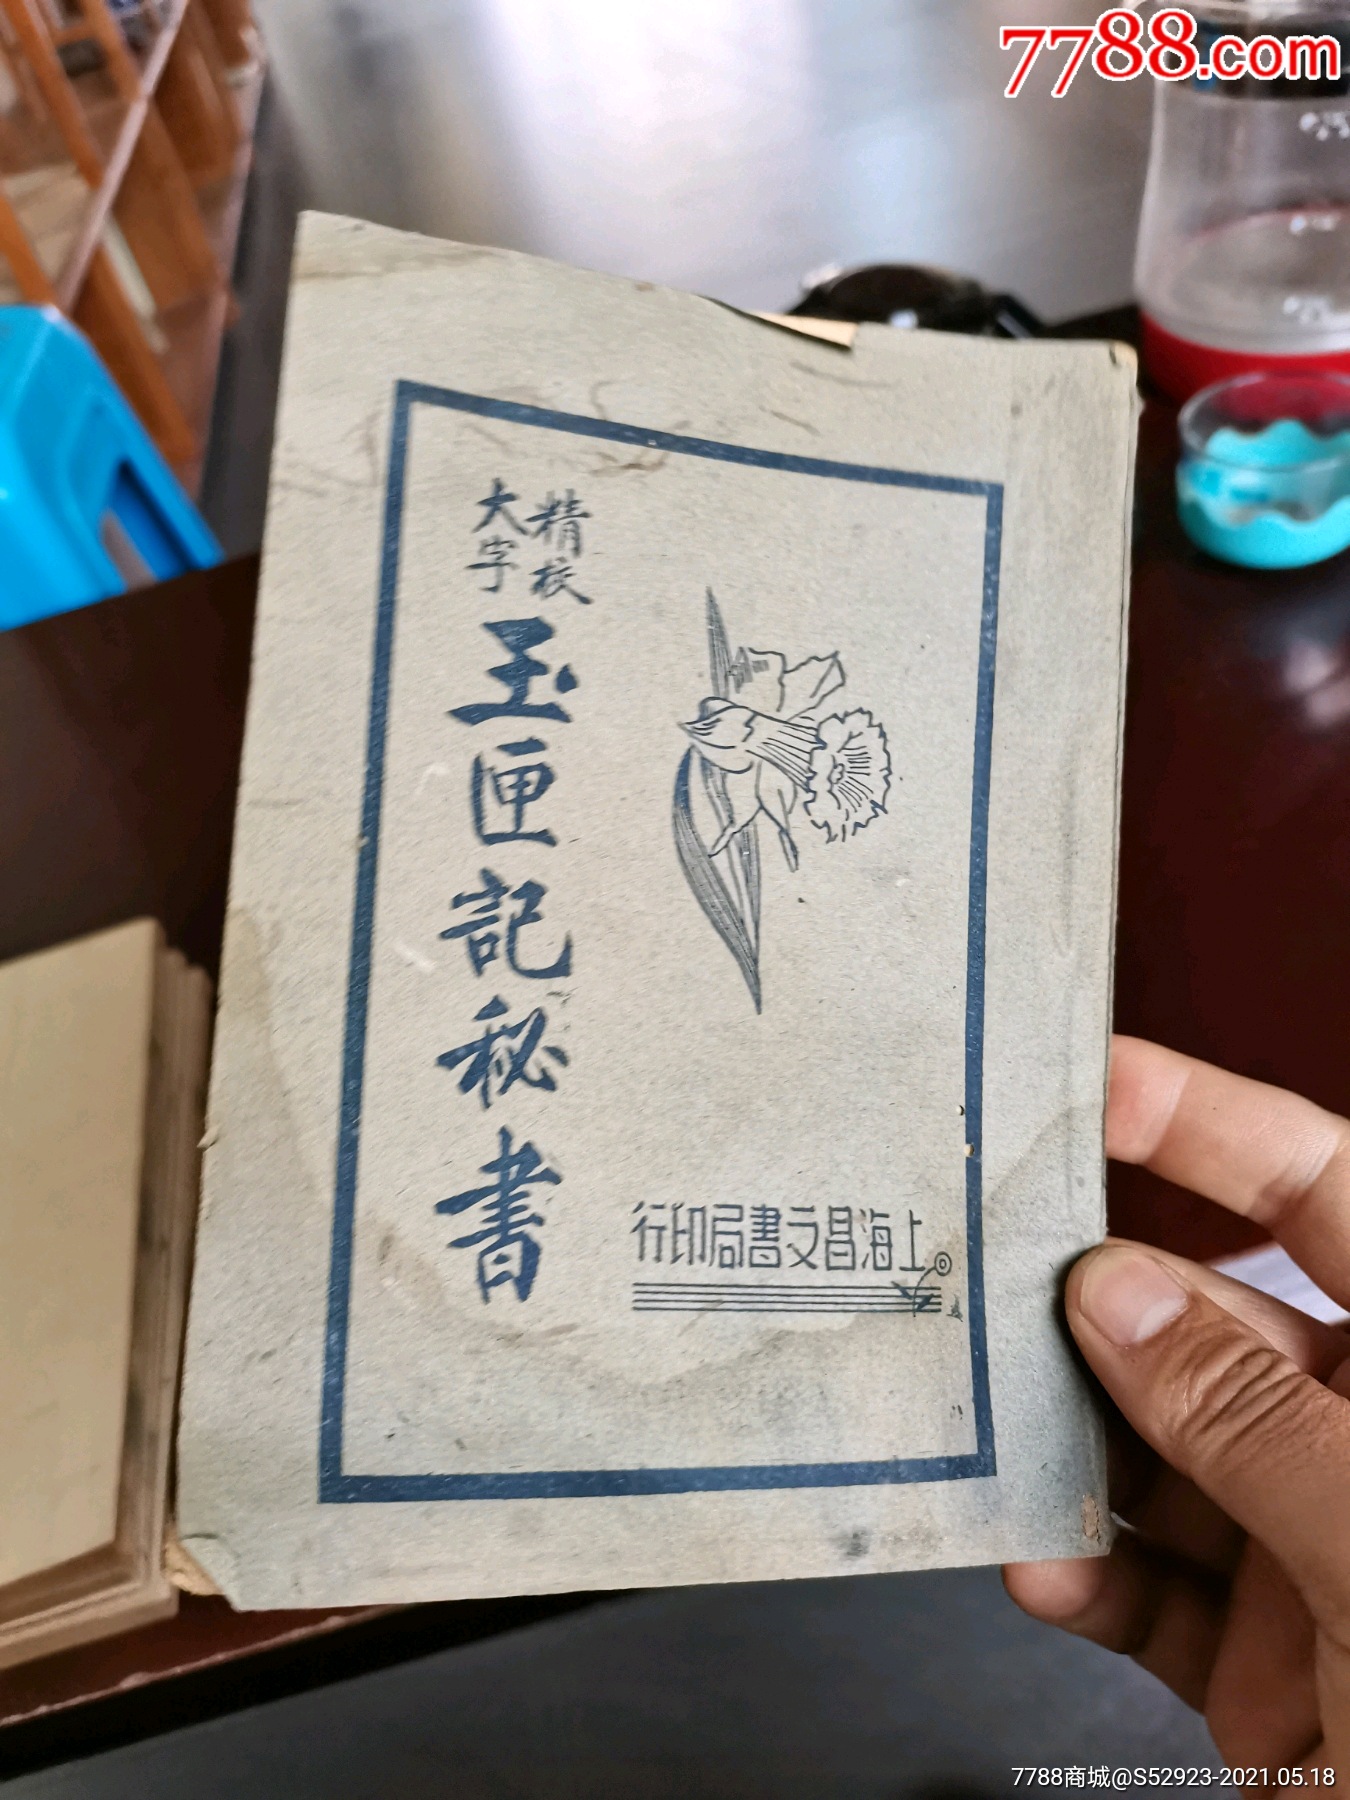 7788.com
精校
大字
玉匣記秘書
上海昌文書局印行
7788商城@S52923-2021.05.18